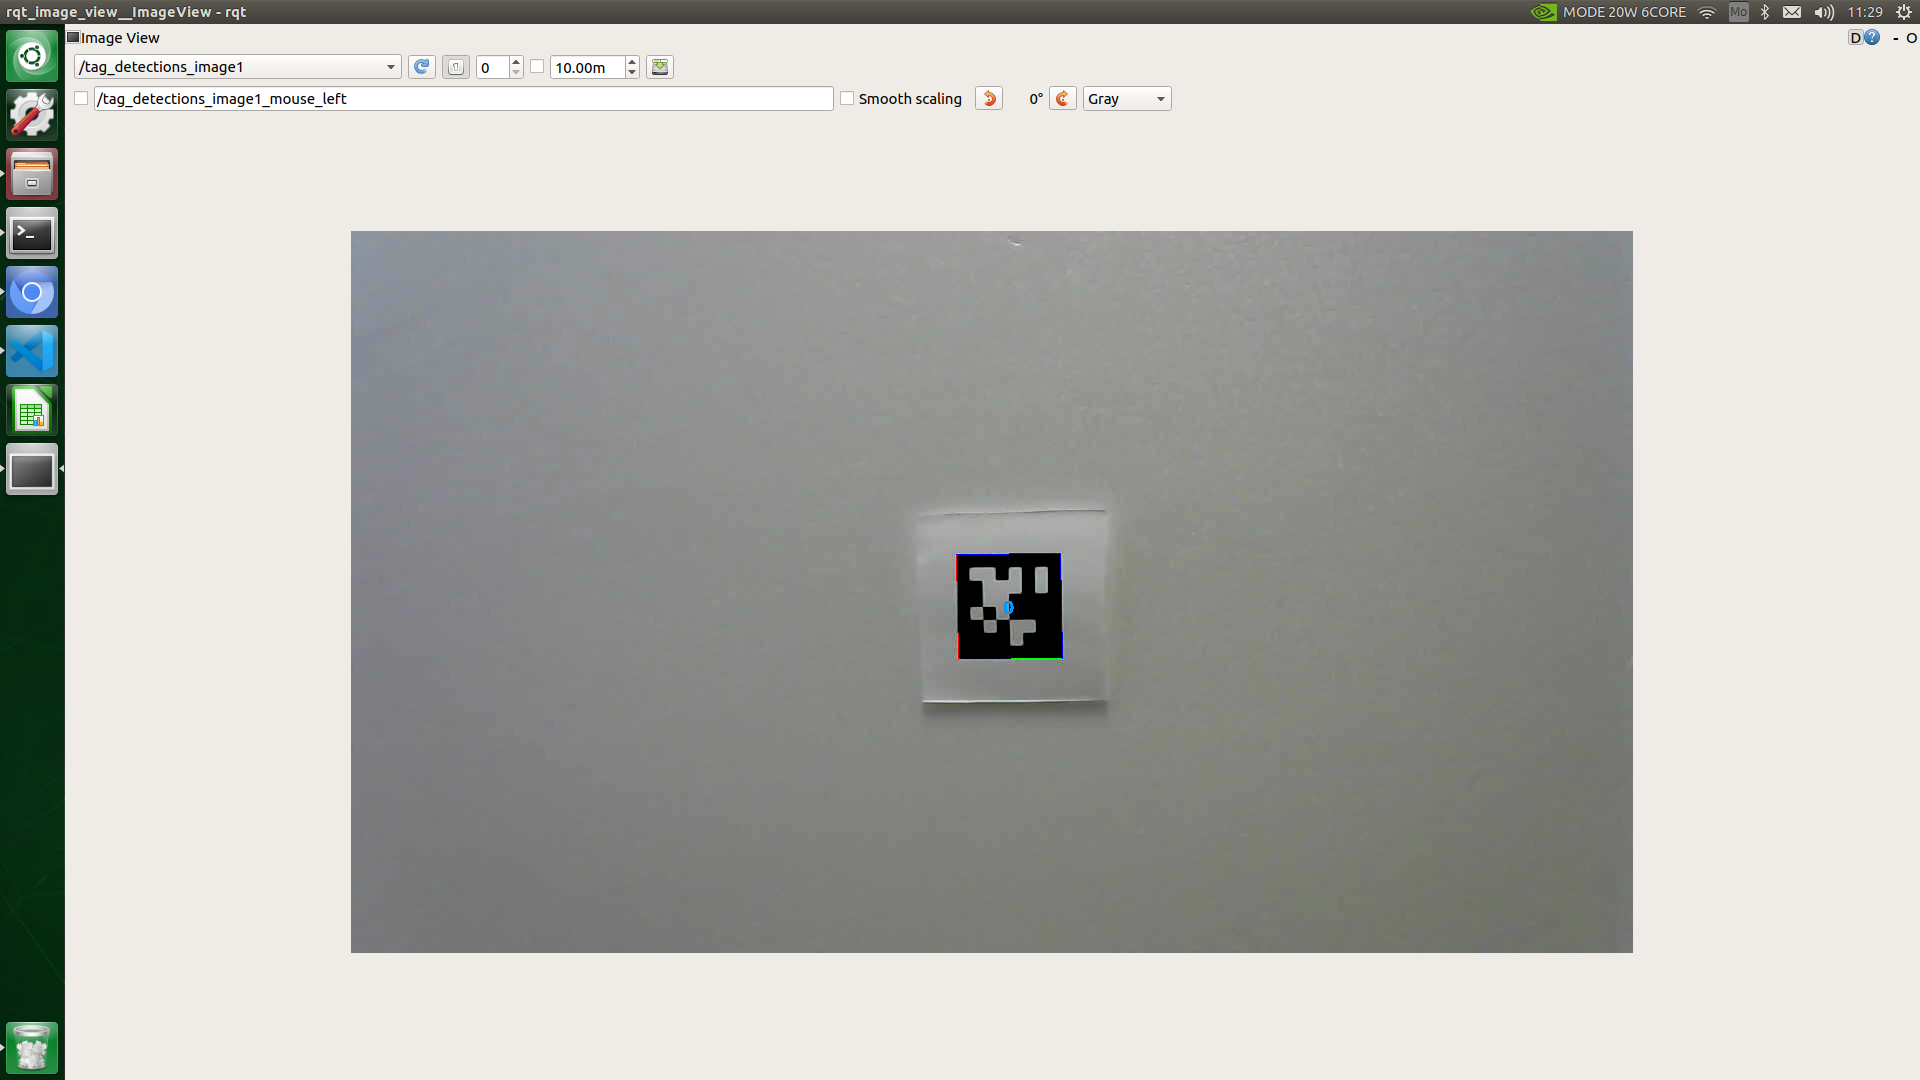 rqt_image_view__ImageView - rqt
MODE 20W 6CORE
Mo
11:29
Image View
D
?
- O
/tag_detections_image1
0
10.00m
/tag_detections_image1_mouse_left
Smooth scaling
0°
Gray
0